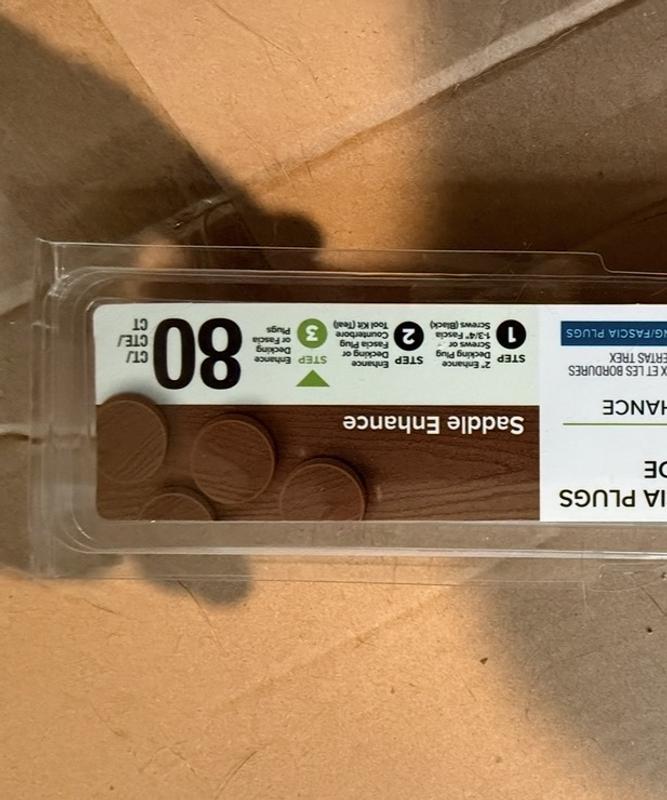 IA PLUGS
DE
HANCE
X ET LES BORDURES
ERTAS TREX
NG/FASCIA PLUGS
Saddle Enhance
STEP 1
2" Enhance
Decking Plug
Screws or
1-3/4" Fascia
Screws (Black)
STEP 2
Enhance
Decking or
Fascia Plug
Counterbore
Tool Kit (Teal)
STEP 3
Enhance
Decking
or Fascia
Plugs
80
CT./
CTE./
CT